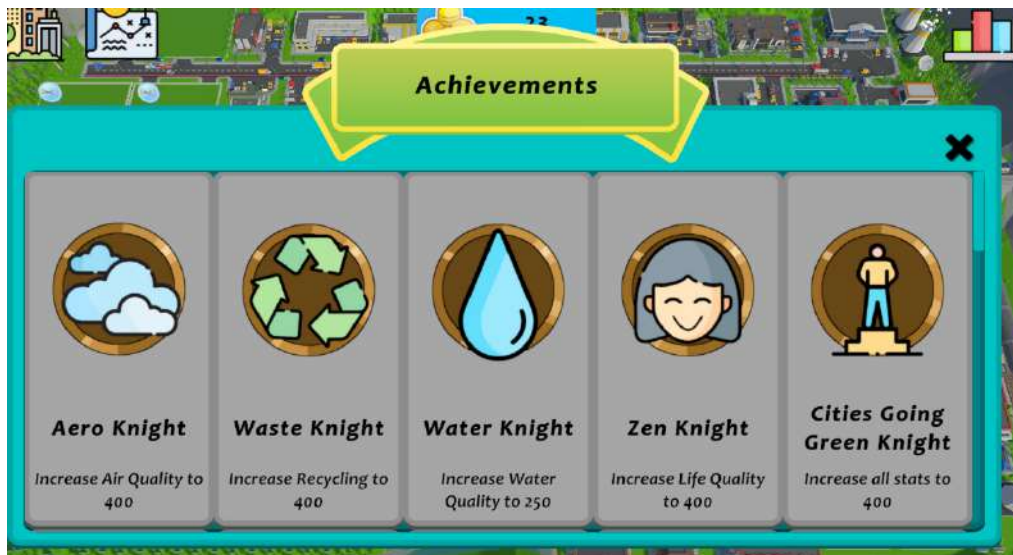 23
Achievements
Aero Knight
Increase Air Quality to
400
Waste Knight
Increase Recycling to
400
Water Knight
Increase Water
Quality to 250
Zen Knight
Increase Life Quality
to 400
Cities Going
Green Knight
Increase all stats to
400